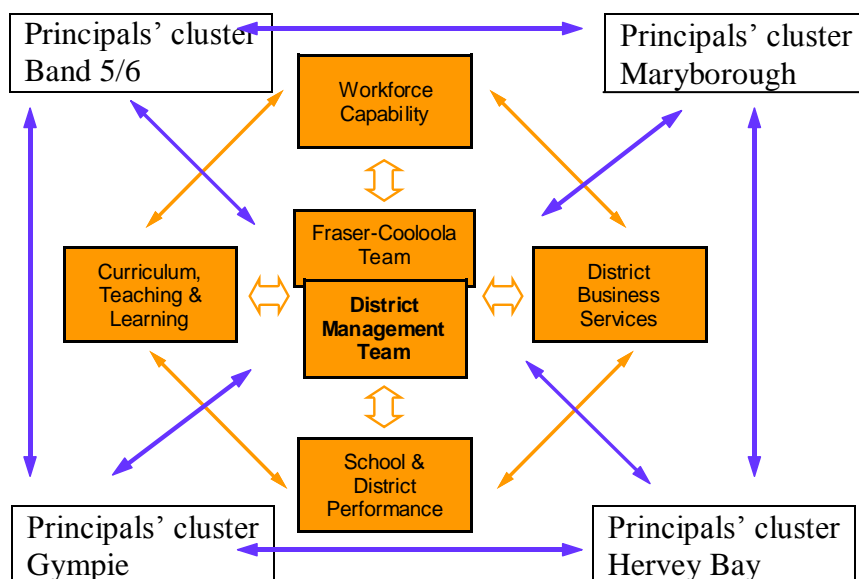 Principals’ cluster
Band 5/6
Principals’ cluster
Maryborough
Workforce
Capability
Fraser-Cooloola
Team
Curriculum,
Teaching &
Learning
District
Management
Team
District
Business
Services
School &
District
Performance
Principals’ cluster
Gympie
Principals’ cluster
Hervey Bay